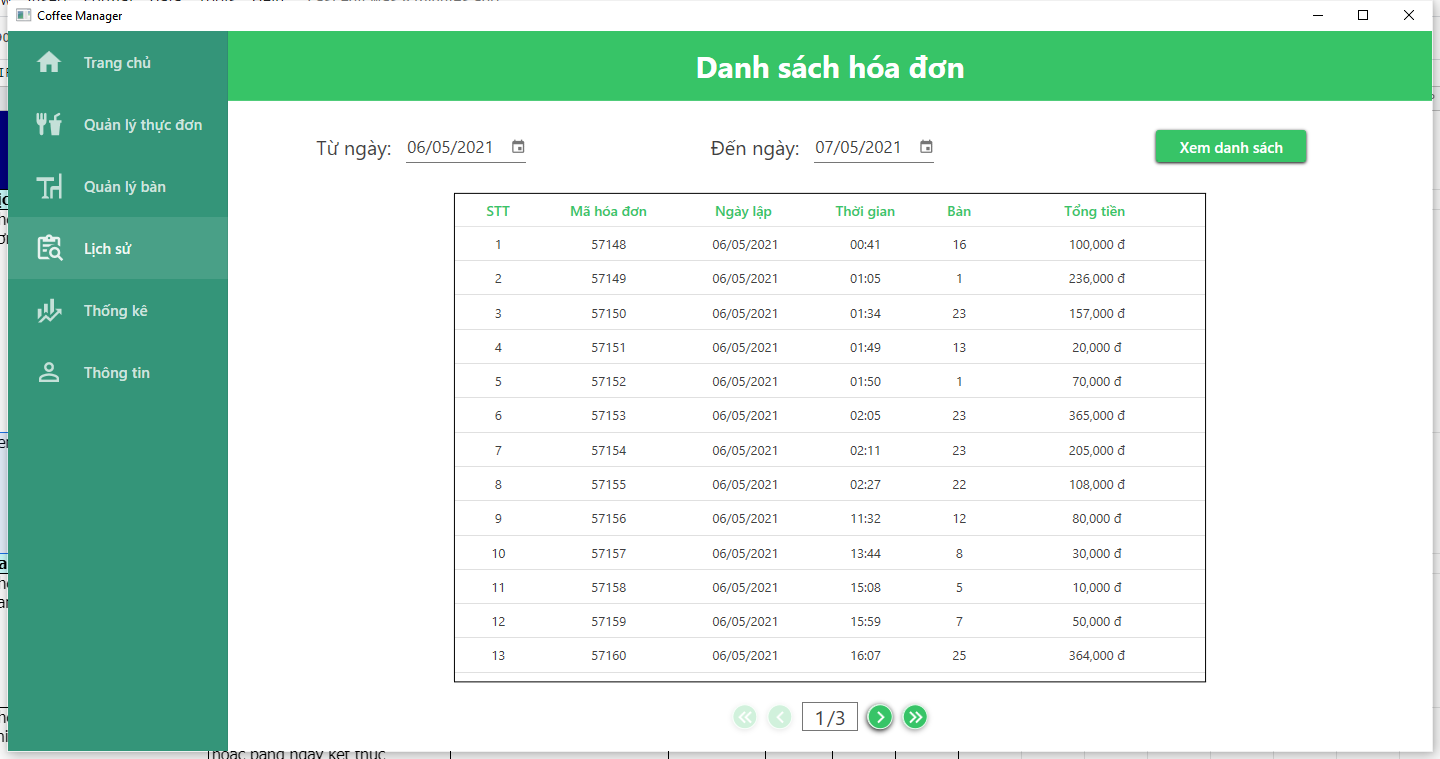 Coffee Manager
Trang chủ
Quản lý thực đơn
Quản lý bàn
Lịch sử
Thống kê
Thông tin
Danh sách hóa đơn
Từ ngày: 06/05/2021 Đến ngày: 07/05/2021 Xem danh sách
STT Mã hóa đơn Ngày lập Thời gian Bàn Tổng tiền
1 57148 06/05/2021 00:41 16 100,000 đ
2 57149 06/05/2021 01:05 1 236,000 đ
3 57150 06/05/2021 01:34 23 157,000 đ
4 57151 06/05/2021 01:49 13 20,000 đ
5 57152 06/05/2021 01:50 1 70,000 đ
6 57153 06/05/2021 02:05 23 365,000 đ
7 57154 06/05/2021 02:11 23 205,000 đ
8 57155 06/05/2021 02:27 22 108,000 đ
9 57156 06/05/2021 11:32 12 80,000 đ
10 57157 06/05/2021 13:44 8 30,000 đ
11 57158 06/05/2021 15:08 5 10,000 đ
12 57159 06/05/2021 15:59 7 50,000 đ
13 57160 06/05/2021 16:07 25 364,000 đ
1/3